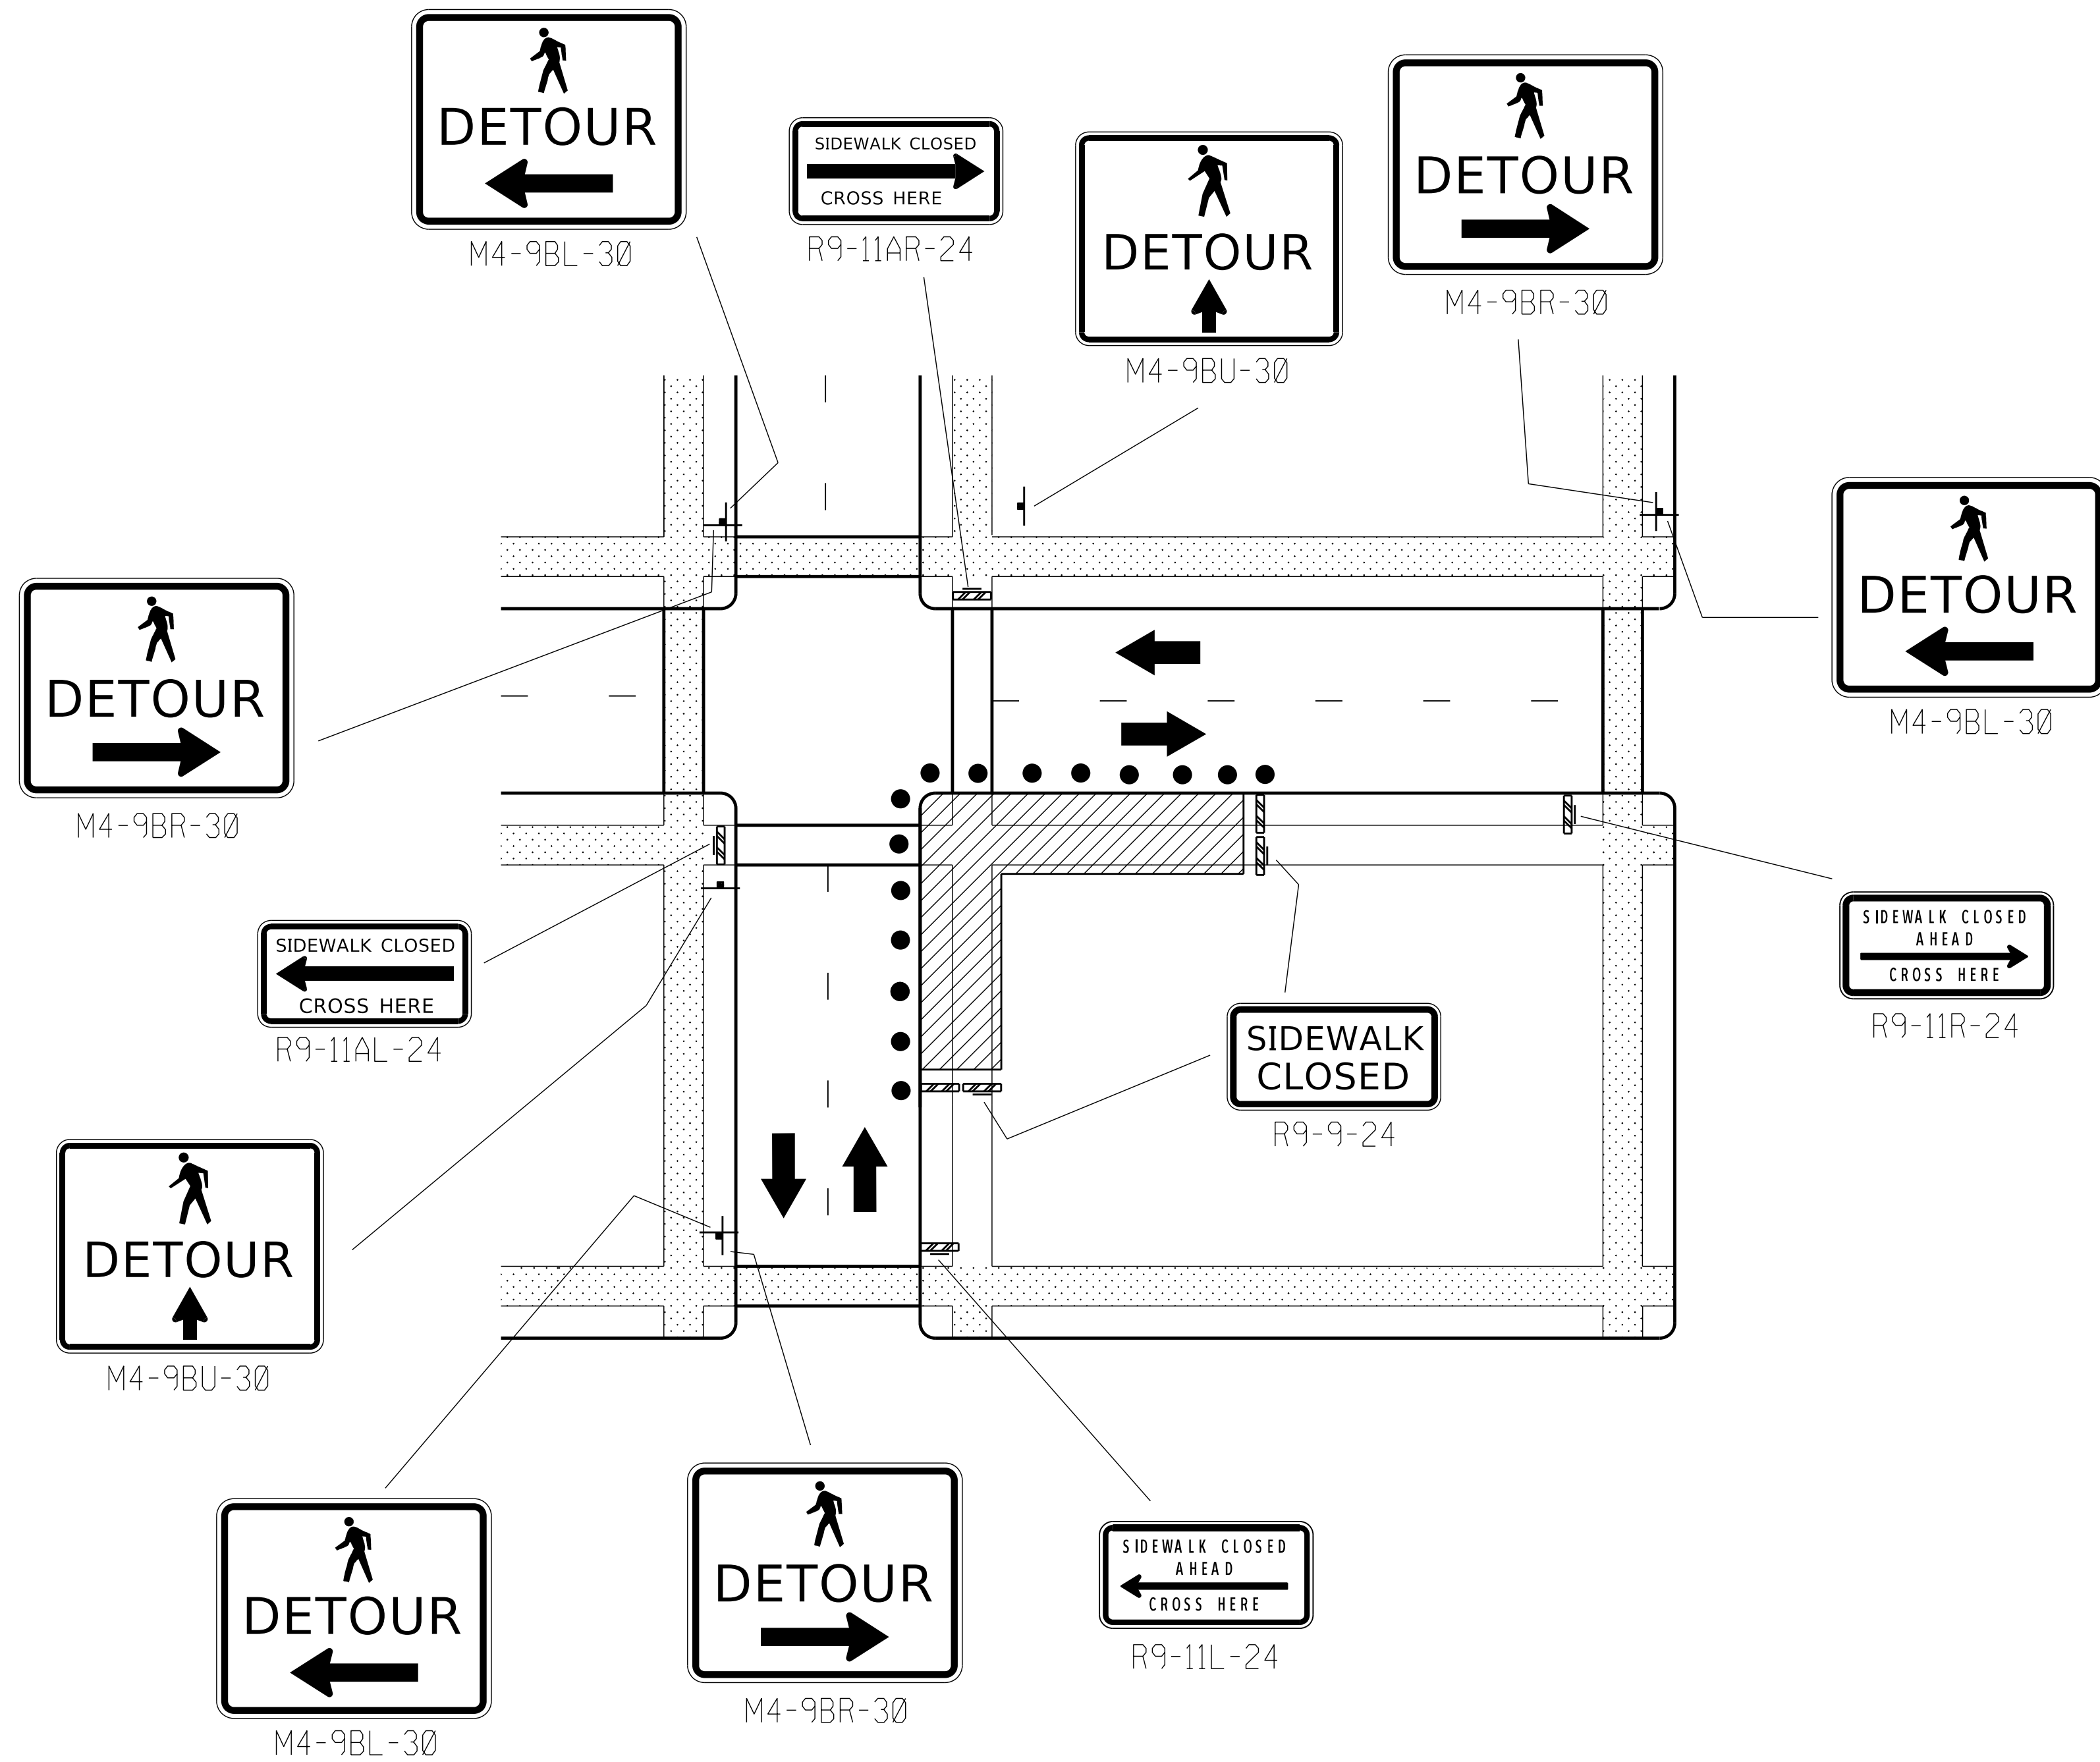 DETOUR
M4-9BL-30
SIDEWALK CLOSED
CROSS HERE
R9-11AR-24
DETOUR
M4-9BU-30
DETOUR
M4-9BR-30
DETOUR
M4-9BL-30
DETOUR
M4-9BR-30
SIDEWALK CLOSED
CROSS HERE
R9-11AL-24
SIDEWALK CLOSED
AHEAD
CROSS HERE
R9-11R-24
SIDEWALK
CLOSED
R9-9-24
DETOUR
M4-9BU-30
DETOUR
M4-9BL-30
DETOUR
M4-9BR-30
SIDEWALK CLOSED
AHEAD
CROSS HERE
R9-11L-24